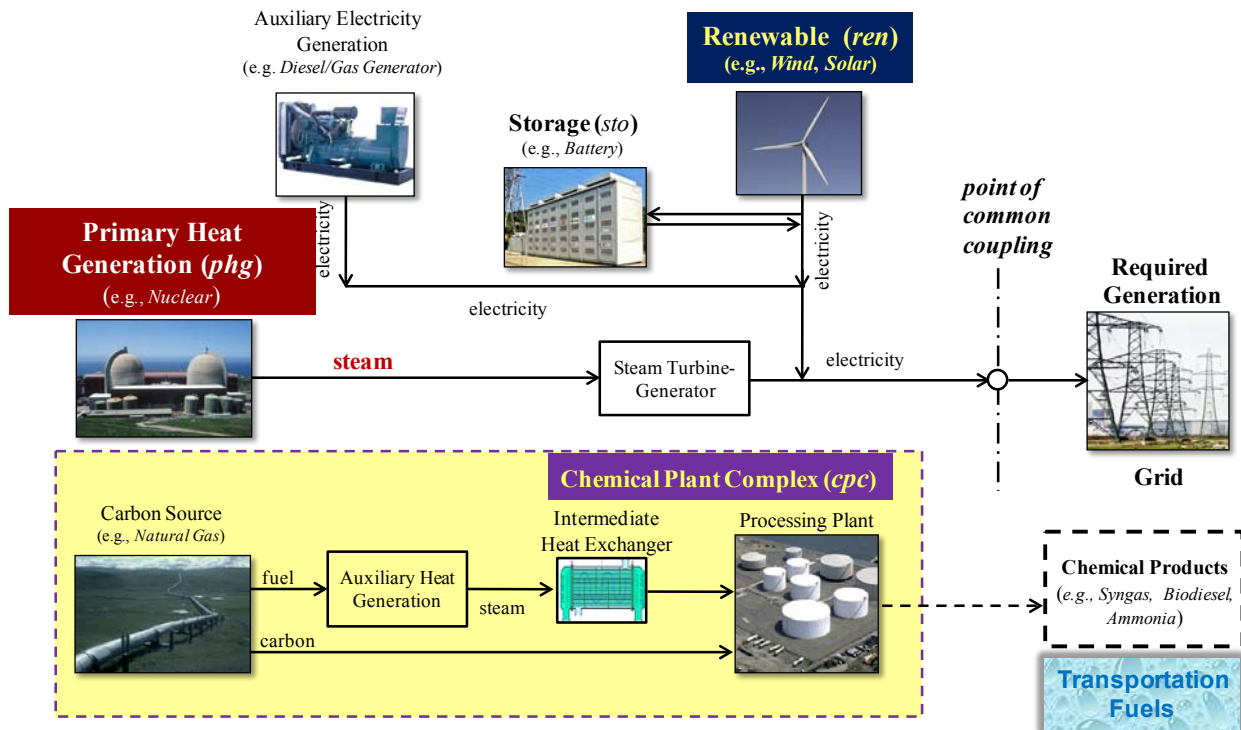 Auxiliary Electricity
Generation
(e.g. Diesel/Gas Generator)
Renewable (ren)
(e.g., Wind, Solar)
Storage (sto)
(e.g., Battery)
point of
common
coupling
electricity
electricity
electricity
Primary Heat
Generation (phg)
(e.g., Nuclear)
Required
Generation
steam
Steam Turbine-
Generator
electricity
Grid
Chemical Plant Complex (cpc)
Carbon Source
(e.g., Natural Gas)
Intermediate
Heat Exchanger
Processing Plant
fuel
Auxiliary Heat
Generation
steam
carbon
Chemical Products
(e.g., Syngas, Biodiesel,
Ammonia)
Transportation
Fuels